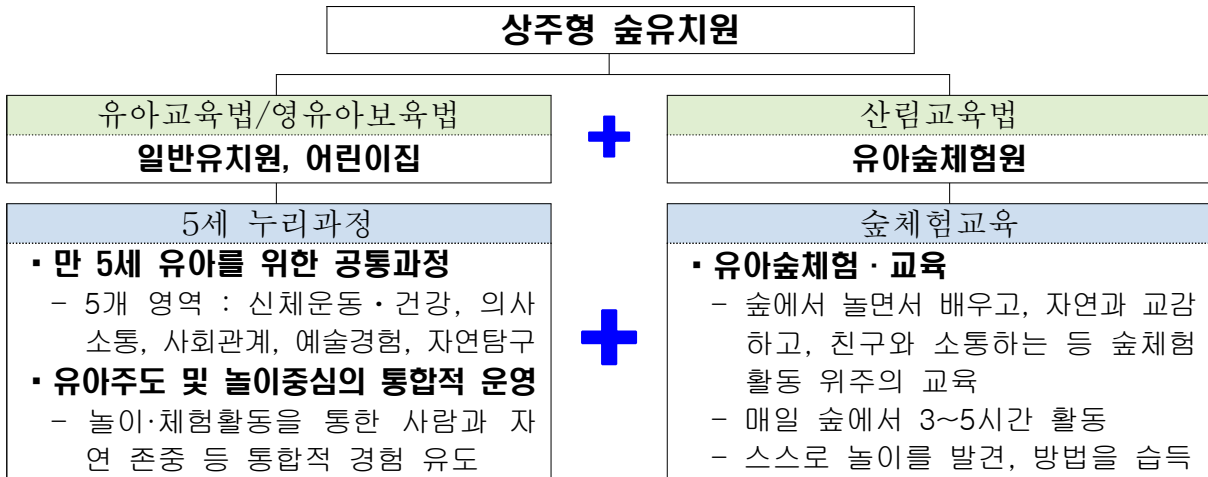 상주형 숲유치원
유아교육법/영유아보육법
일반유치원, 어린이집
산림교육법
유아숲체험원
5세 누리과정
▪ 만 5세 유아를 위한 공통과정
- 5개 영역 : 신체운동・건강, 의사
소통, 사회관계, 예술경험, 자연탐구
▪ 유아주도 및 놀이중심의 통합적 운영
- 놀이·체험활동을 통한 사람과 자
연 존중 등 통합적 경험 유도
숲체험교육
▪ 유아숲체험·교육
- 숲에서 놀면서 배우고, 자연과 교감
하고, 친구와 소통하는 등 숲체험
활동 위주의 교육
- 매일 숲에서 3~5시간 활동
- 스스로 놀이를 발견, 방법을 습득